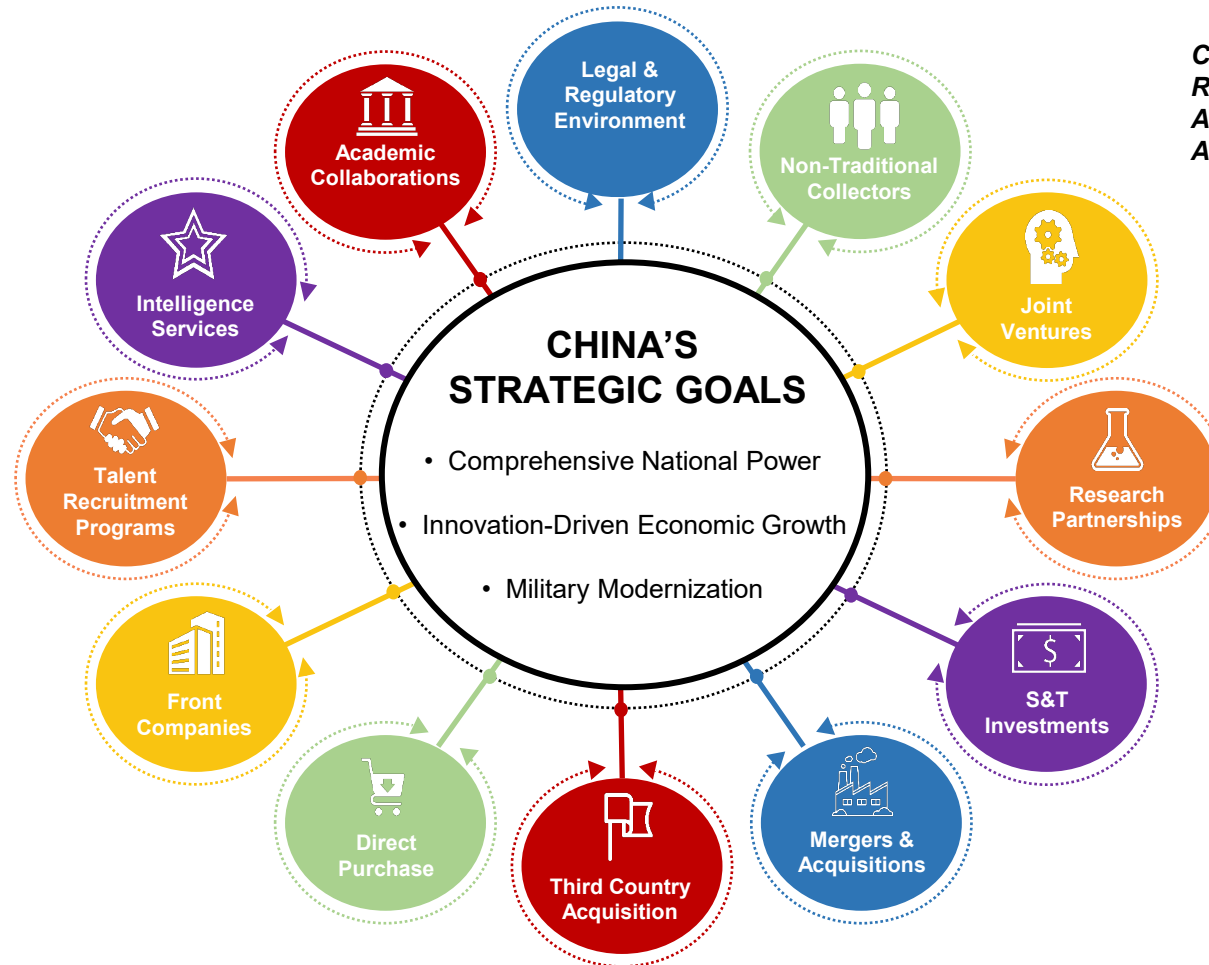 Legal &
Regulatory
Environment
Non-Traditional
Collectors
Joint
Ventures
Research
Partnerships
S&T
Investments
$
Mergers &
Acquisitions
Third Country
Acquisition
Direct
Purchase
Front
Companies
Talent
Recruitment
Programs
Intelligence
Services
Academic
Collaborations
CHINA'S
STRATEGIC GOALS
• Comprehensive National Power
• Innovation-Driven Economic Growth
• Military Modernization
C
R
A
A